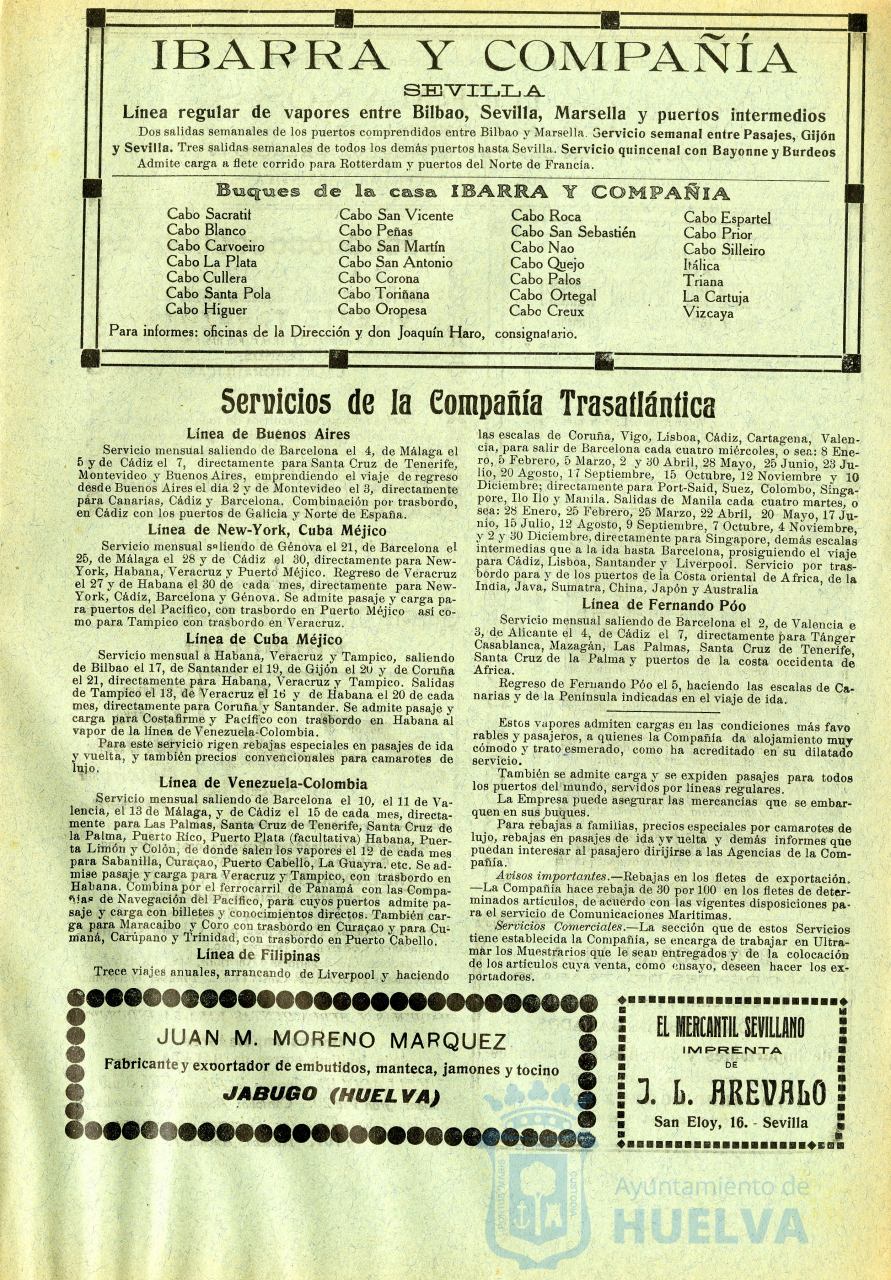 IBARRA Y COMPAÑÍA
SEVILLA
Línea regular de vapores entre Bilbao, Sevilla, Marsella y puertos intermedios
Dos salidas semanales de los puertos comprendidos entre Bilbao y Marsella. Servicio semanal entre Pasajes, Gijón
y Sevilla. Tres salidas semanales de todos los demás puertos hasta Sevilla. Servicio quincenal con Bayonne y Burdeos
Admite carga a flete corrido para Rotterdam y puertos del Norte de Francia.
Buques de la casa IBARRA Y COMPAÑIA
Cabo Sacratif
Cabo Blanco
Cabo Carvoeiro
Cabo La Plata
Cabo Cullera
Cabo Santa Pola
Cabo Higuer
Cabo San Vicente
Cabo Peñas
Cabo San Martín
Cabo San Antonio
Cabo Corona
Cabo Toriñana
Cabo Oropesa
Cabo Roca
Cabo San Sebastién
Cabo Nao
Cabo Quejo
Cabo Palos
Cabo Ortegal
Cabo Creux
Cabo Espartel
Cabo Prior
Cabo Silleiro
Itálica
Triana
La Cartuja
Vizcaya
Para informes: oficinas de la Dirección y don Joaquín Haro, consignatario.
Servicios de la Compañía Trasatlántica
Línea de Buenos Aires
Servicio mensual saliendo de Barcelona el 4, de Málaga el
5 y de Cádiz el 7, directamente para Santa Cruz de Tenerife,
Montevideo y Buenos Aires, emprendiendo el viaje de regreso
desde Buenos Aires el dia 2 y de Montevideo el 3, directamente
para Canarias, Cádiz y Barcelona. Combinación por trasbordo,
en Cádiz con los puertos de Galicia y Norte de España.
Línea de New-York, Cuba Méjico
Servicio mensual saliendo de Génova el 21, de Barcelona el
25, de Málaga el 28 y de Cádiz el 30, directamente para New-
York, Habana, Veracruz y Puerto Méjico. Regreso de Veracruz
el 27 y de Habana el 30 de cada mes, directamente para New-
York, Cádiz, Barcelona y Génova. Se admite pasaje y carga pa-
ra puertos del Pacífico, con trasbordo en Puerto Méjico así co-
mo para Tampico con trasbordo en Veracruz.
Línea de Cuba Méjico
Servicio mensual a Habana, Veracruz y Tampico, saliendo
de Bilbao el 17, de Santander el 19, de Gijón el 20 y de Coruña
el 21, directamente para Habana, Veracruz y Tampico. Salidas
de Tampico el 13, de Veracruz el 16 y de Habana el 20 de cada
mes, directamente para Coruña y Santander. Se admite pasaje y
carga para Costafirme y Pacífico con trasbordo en Habana al
vapor de la línea de Venezuela-Colombia.
Para este servicio rigen rebajas especiales en pasajes de ida
y vuelta, y también precios convencionales para camarotes de
lujo.
Línea de Venezuela-Colombia
Servicio mensual saliendo de Barcelona el 10, el 11 de Va-
lencia, el 13 de Málaga, y de Cádiz el 15 de cada mes, directa-
mente para Las Palmas, Santa Cruz de Tenerife, Santa Cruz de
la Palma, Puerto Rico, Puerto Plata (facultativa) Habana, Puer-
ta Limón y Colón, de donde salen los vapores el 12 de cada mes
para Sabanilla, Curaçao, Puerto Cabello, La Guayra. etc. Se ad-
mise pasaje y carga para Veracruz y Tampico, con trasbordo en
Habana. Combina por el ferrocarril de Panamá con las Compa-
ñías de Navegación del Pacífico, para cuyos puertos admite pa-
saje y carga con billetes y conocimientos directos. También car-
ga para Maracaibo y Coro con trasbordo en Curaçao y para Cu-
maná, Carúpano y Trinidad, con trasbordo en Puerto Cabello.
Línea de Filipinas
Trece viajes anuales, arrancando de Liverpool y haciendo
las escalas de Coruña, Vigo, Lisboa, Cádiz, Cartagena, Valen-
cia, para salir de Barcelona cada cuatro miércoles, o sea: 8 Ene-
ro, 5 Febrero, 5 Marzo, 2 y 30 Abril, 28 Mayo, 25 Junio, 23 Ju-
lio, 20 Agosto, 17 Septiembre, 15 Octubre, 12 Noviembre y 10
Diciembre; directamente para Port-Said, Suez, Colombo, Singa-
pore, Ilo Ilo y Manila. Salidas de Manila cada cuatro martes, o
sea: 28 Enero, 25 Febrero, 25 Marzo, 22 Abril, 20 Mayo, 17 Ju-
nio, 15 Julio, 12 Agosto, 9 Septiembre, 7 Octubre, 4 Noviembre,
y 2 y 30 Diciembre, directamente para Singapore, demás escalas
intermedias que a la ida hasta Barcelona, prosiguiendo el viaje
para Cádiz, Lisboa, Santander y Liverpool. Servicio por tras-
bordo para y de los puertos de la Costa oriental de Africa, de la
India, Java, Sumatra, China, Japón y Australia
Línea de Fernando Póo
Servicio mensual saliendo de Barcelona el 2, de Valencia e
3, de Alicante el 4, de Cádiz el 7, directamente para Tánger
Casablanca, Mazagán, Las Palmas, Santa Cruz de Tenerife,
Santa Cruz de la Palma y puertos de la costa occidenta de
Africa.
Regreso de Fernando Póo el 5, haciendo las escalas de Ca-
narias y de la Península indicadas en el viaje de ida.
Estos vapores admiten cargas en las condiciones más favo
rables y pasajeros, a quienes la Compañía da alojamiento muy
cómodo y trato esmerado, como ha acreditado en su dilatado
servicio.
También se admite carga y se expiden pasajes para todos
los puertos del mundo, servidos por líneas regulares.
La Empresa puede asegurar las mercancías que se embar-
quen en sus buques.
Para rebajas a familias, precios especiales por camarotes de
lujo, rebajas en pasajes de ida yv uelta y demás informes que
puedan interesar al pasajero dirijirse a las Agencias de la Com-
pañía.
Avisos importantes.—Rebajas en los fletes de exportación.
—La Compañía hace rebaja de 30 por 100 en los fletes de deter-
minados artículos, de acuerdo con las vigentes disposiciones pa-
ra el servicio de Comunicaciones Marítimas.
Servicios Comerciales.—La sección que de estos Servicios
tiene establecida la Compañía, se encarga de trabajar en Ultra-
mar los Muestrarios que le sean entregados y de la colocación
de los artículos cuya venta, como ensayo, deseen hacer los ex-
portadores.
JUAN M. MORENO MARQUEZ
Fabricante y exportador de embutidos, manteca, jamones y tocino
JABUGO (HUELVA)
EL MERCANTIL SEVILLANO
IMPRENTA
DE
J. L. AREVALO
San Eloy, 16. - Sevilla
Ayuntamiento de
HUELVA